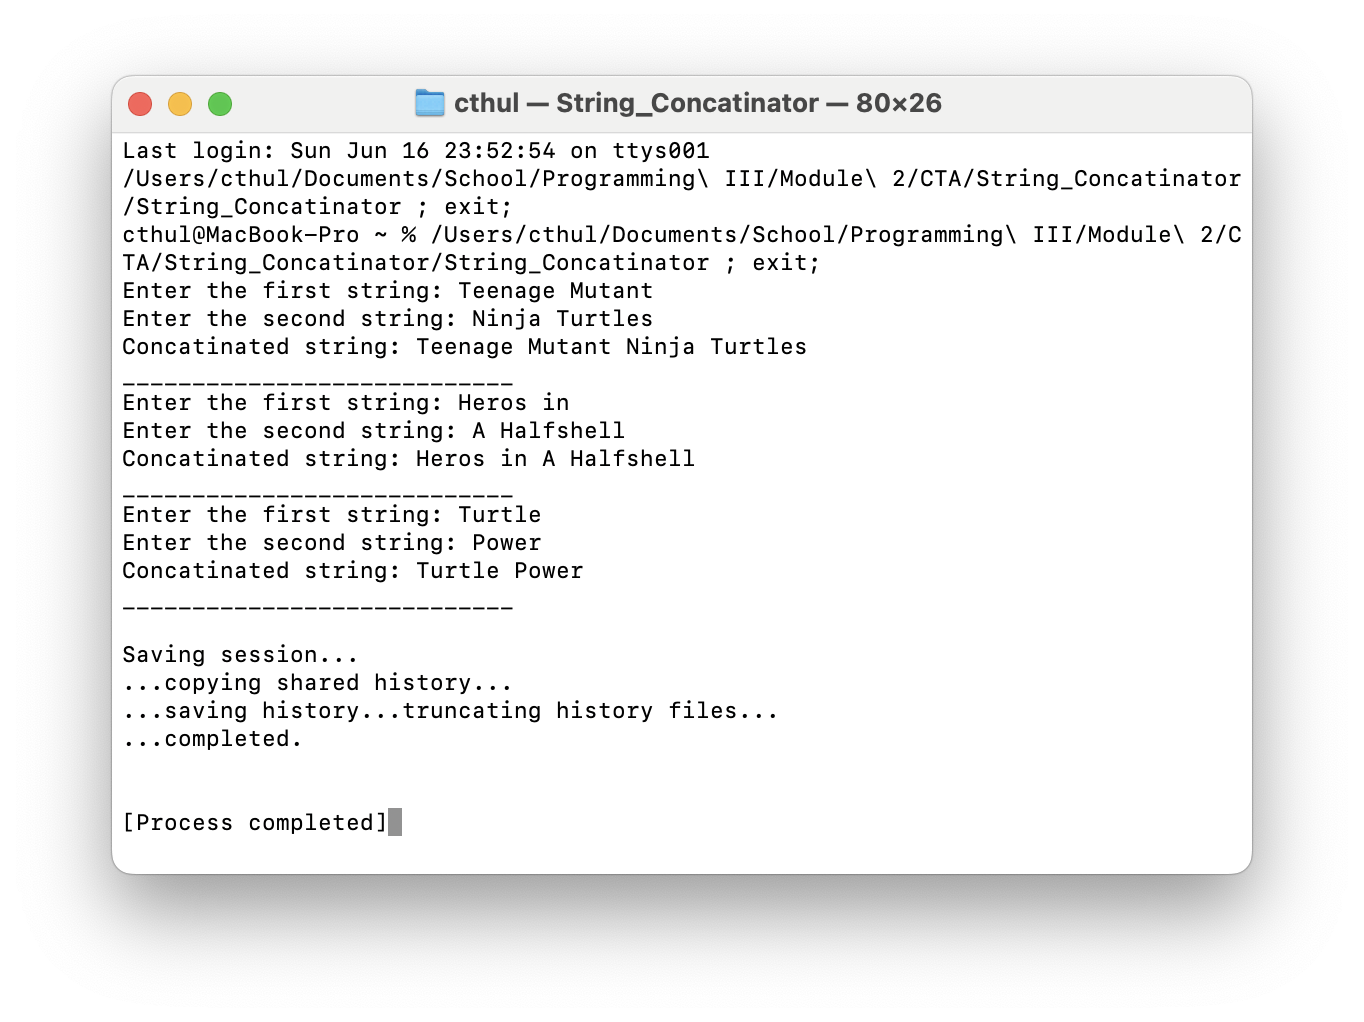 cthul — String_Concatinator — 80×26
Last login: Sun Jun 16 23:52:54 on ttys001
/Users/cthul/Documents/School/Programming\ III/Module\ 2/CTA/String_Concatinator
/String_Concatinator ; exit;
cthul@MacBook-Pro ~ % /Users/cthul/Documents/School/Programming\ III/Module\ 2/C
TA/String_Concatinator/String_Concatinator ; exit;
Enter the first string: Teenage Mutant
Enter the second string: Ninja Turtles
Concatinated string: Teenage Mutant Ninja Turtles
____________________________
Enter the first string: Heros in
Enter the second string: A Halfshell
Concatinated string: Heros in A Halfshell
____________________________
Enter the first string: Turtle
Enter the second string: Power
Concatinated string: Turtle Power
____________________________
Saving session...
...copying shared history...
...saving history...truncating history files...
...completed.
[Process completed]